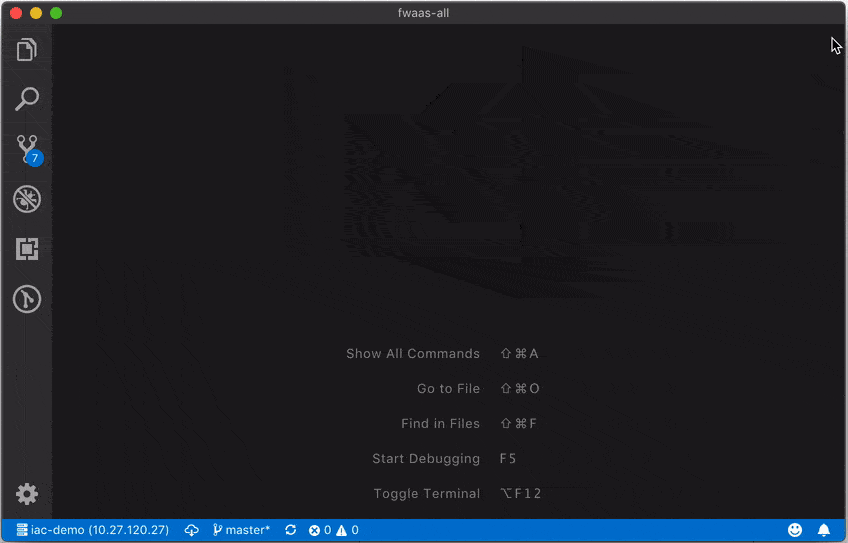 fwaas-all
7
Show All Commands ⇧⌘A
Go to File ⇧⌘O
Find in Files ⇧⌘F
Start Debugging F5
Toggle Terminal ⌥F12
iac-demo (10.27.120.27) master* 0 0